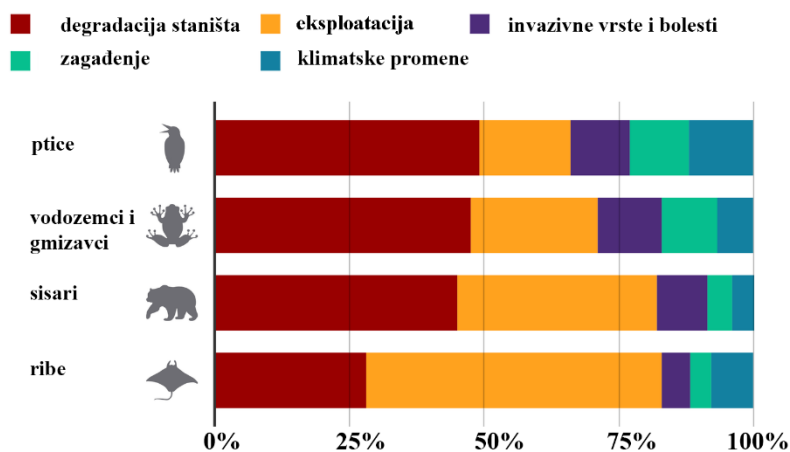 degradacija staništa
eksploatacija
invazivne vrste i bolesti
zagađenje
klimatske promene
ptice
vodozemci i
gmizavci
sisari
ribe
0%
25%
50%
75%
100%